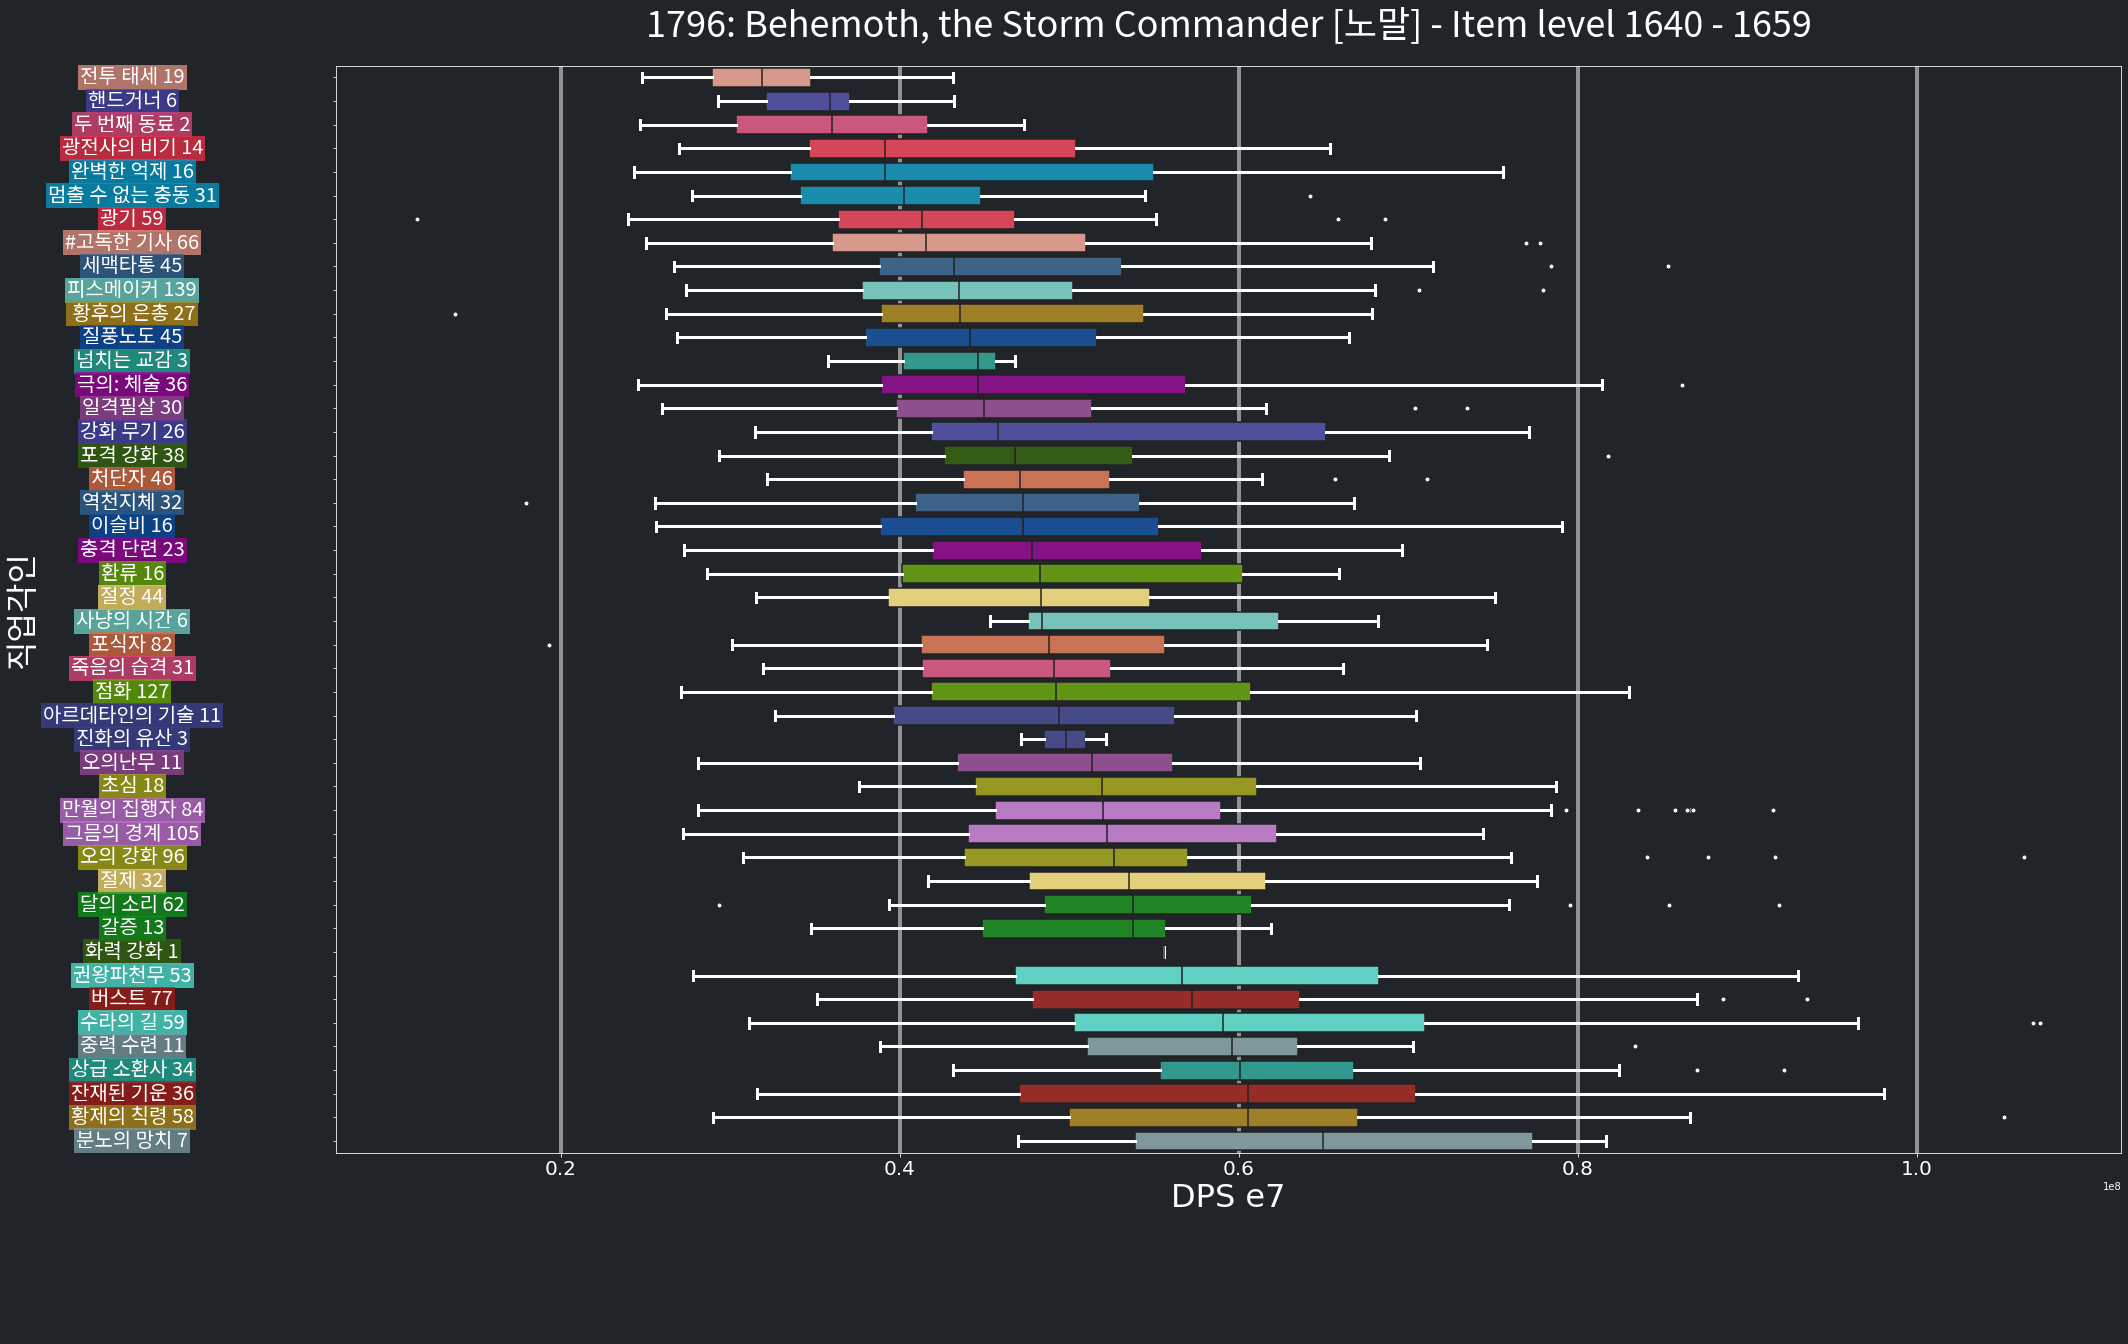 1796: Behemoth, the Storm Commander [노말] - Item level 1640 - 1659
전투 태세 19
핸드거너 6
두 번째 동료 2
광전사의 비기 14
완벽한 억제 16
멈출 수 없는 충동 31
광기 59
#고독한 기사 66
세맥타통 45
피스메이커 139
황후의 은총 27
질풍노도 45
넘치는 교감 3
극의: 체술 36
일격필살 30
강화 무기 26
포격 강화 38
처단자 46
역천지체 32
이슬비 16
충격 단련 23
환류 16
절정 44
사냥의 시간 6
포식자 82
죽음의 습격 31
점화 127
아르데타인의 기술 11
진화의 유산 3
오의난무 11
초심 18
만월의 집행자 84
그믐의 경계 105
오의 강화 96
절제 32
달의 소리 62
갈증 13
화력 강화 1
권왕파천무 53
버스트 77
수라의 길 59
중력 수련 11
상급 소환사 34
잔재된 기운 36
황제의 칙령 58
분노의 망치 7
직업각인
0.2 0.4 0.6 0.8 1.0
DPS e7
1e8